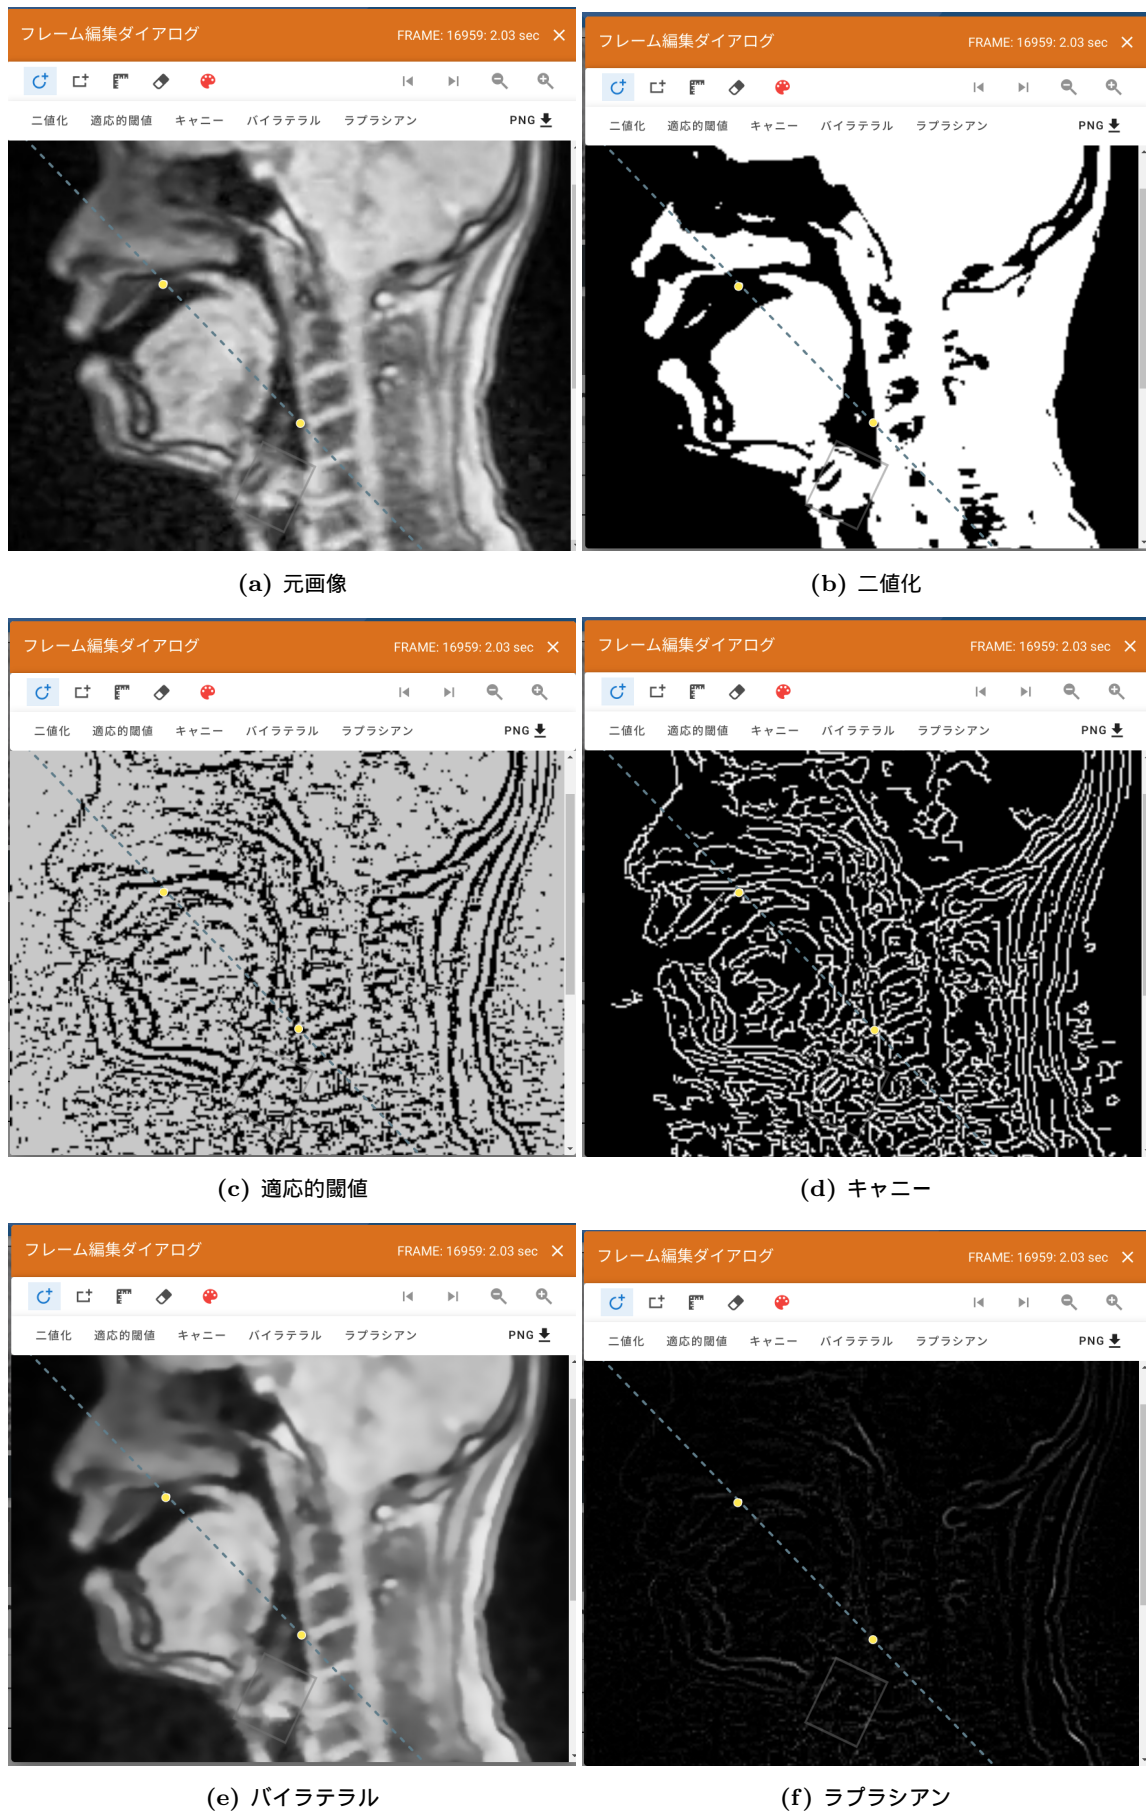 フレーム編集ダイアログ FRAME: 16959: 2.03 sec
二値化 適応的閾値 キャニー バイラテラル ラプラシアン PNG
(a) 元画像
フレーム編集ダイアログ FRAME: 16959: 2.03 sec
二値化 適応的閾値 キャニー バイラテラル ラプラシアン PNG
(b) 二値化
フレーム編集ダイアログ FRAME: 16959: 2.03 sec
二値化 適応的閾値 キャニー バイラテラル ラプラシアン PNG
(c) 適応的閾値
フレーム編集ダイアログ FRAME: 16959: 2.03 sec
二値化 適応的閾値 キャニー バイラテラル ラプラシアン PNG
(d) キャニー
フレーム編集ダイアログ FRAME: 16959: 2.03 sec
二値化 適応的閾値 キャニー バイラテラル ラプラシアン PNG
(e) バイラテラル
フレーム編集ダイアログ FRAME: 16959: 2.03 sec
二値化 適応的閾値 キャニー バイラテラル ラプラシアン PNG
(f) ラプラシアン